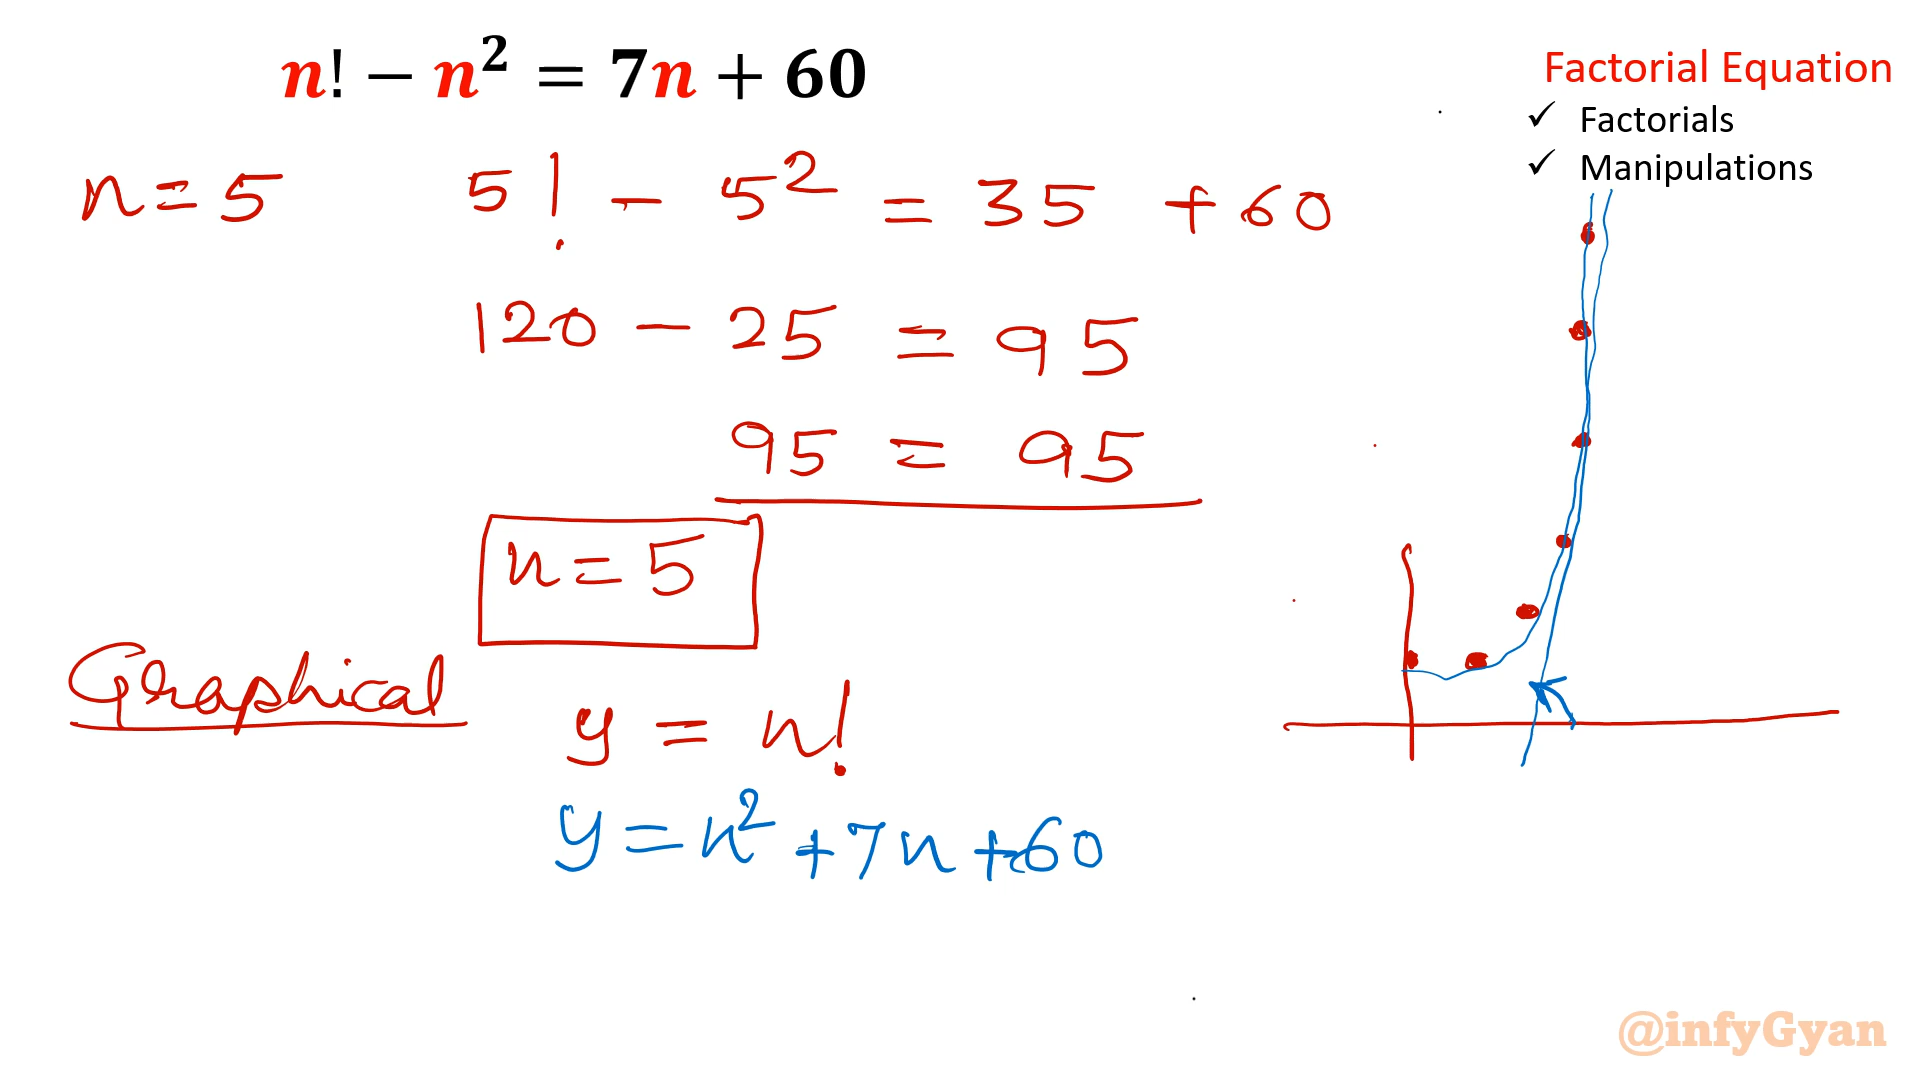 n! − n² = 7n + 60
Factorial Equation
✓ Factorials
✓ Manipulations
n = 5 5! − 5² = 35 + 60
120 − 25 = 95
95 = 95
n = 5
Graphical
y = n!
y = n² + 7n + 60
@infyGyan